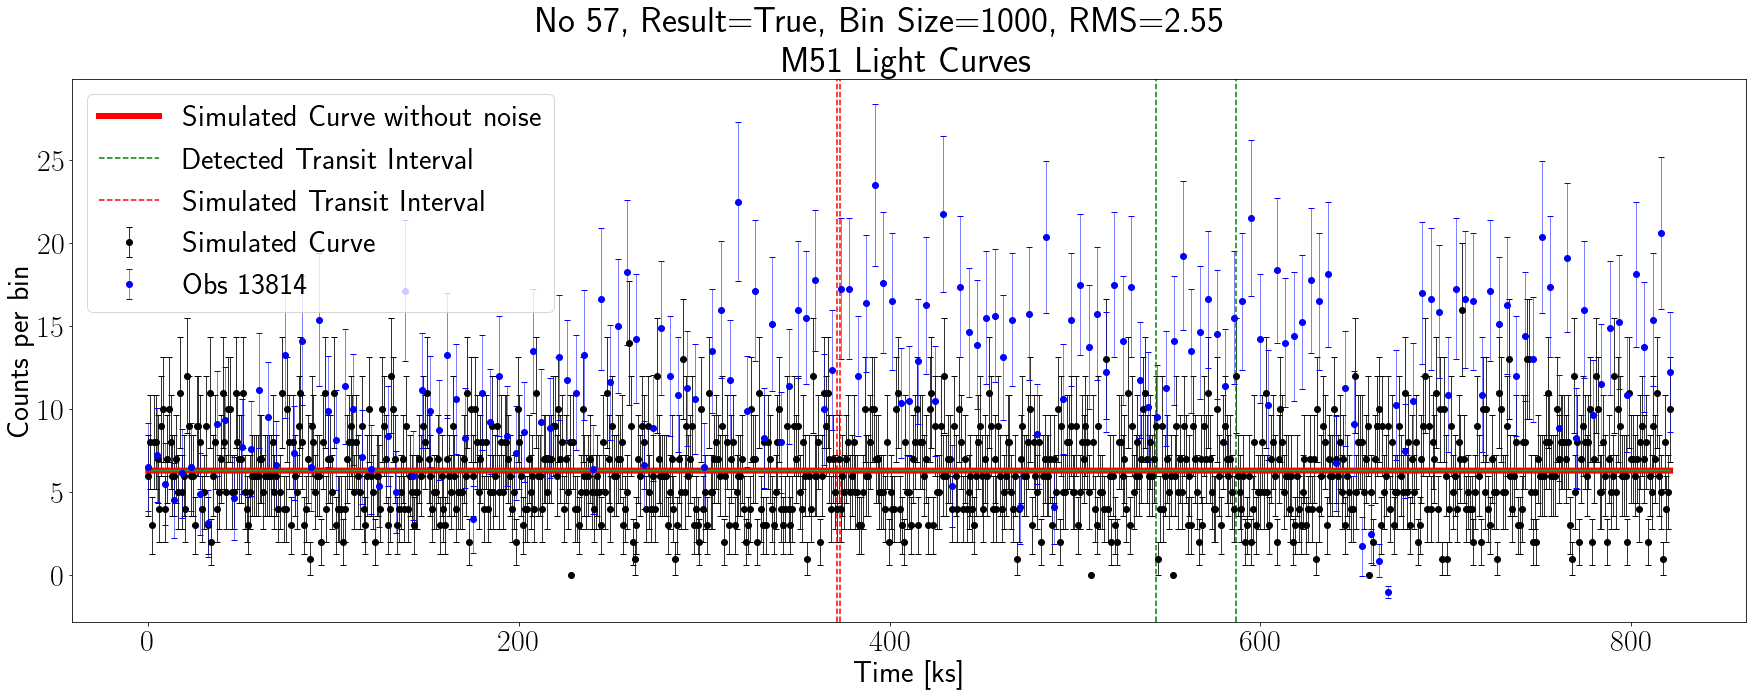 No 57, Result=True, Bin Size=1000, RMS=2.55
M51 Light Curves
Simulated Curve without noise
Detected Transit Interval
Simulated Transit Interval
Simulated Curve
Obs 13814
Counts per bin
25
20
15
10
5
0
0 200 400 600 800
Time [ks]